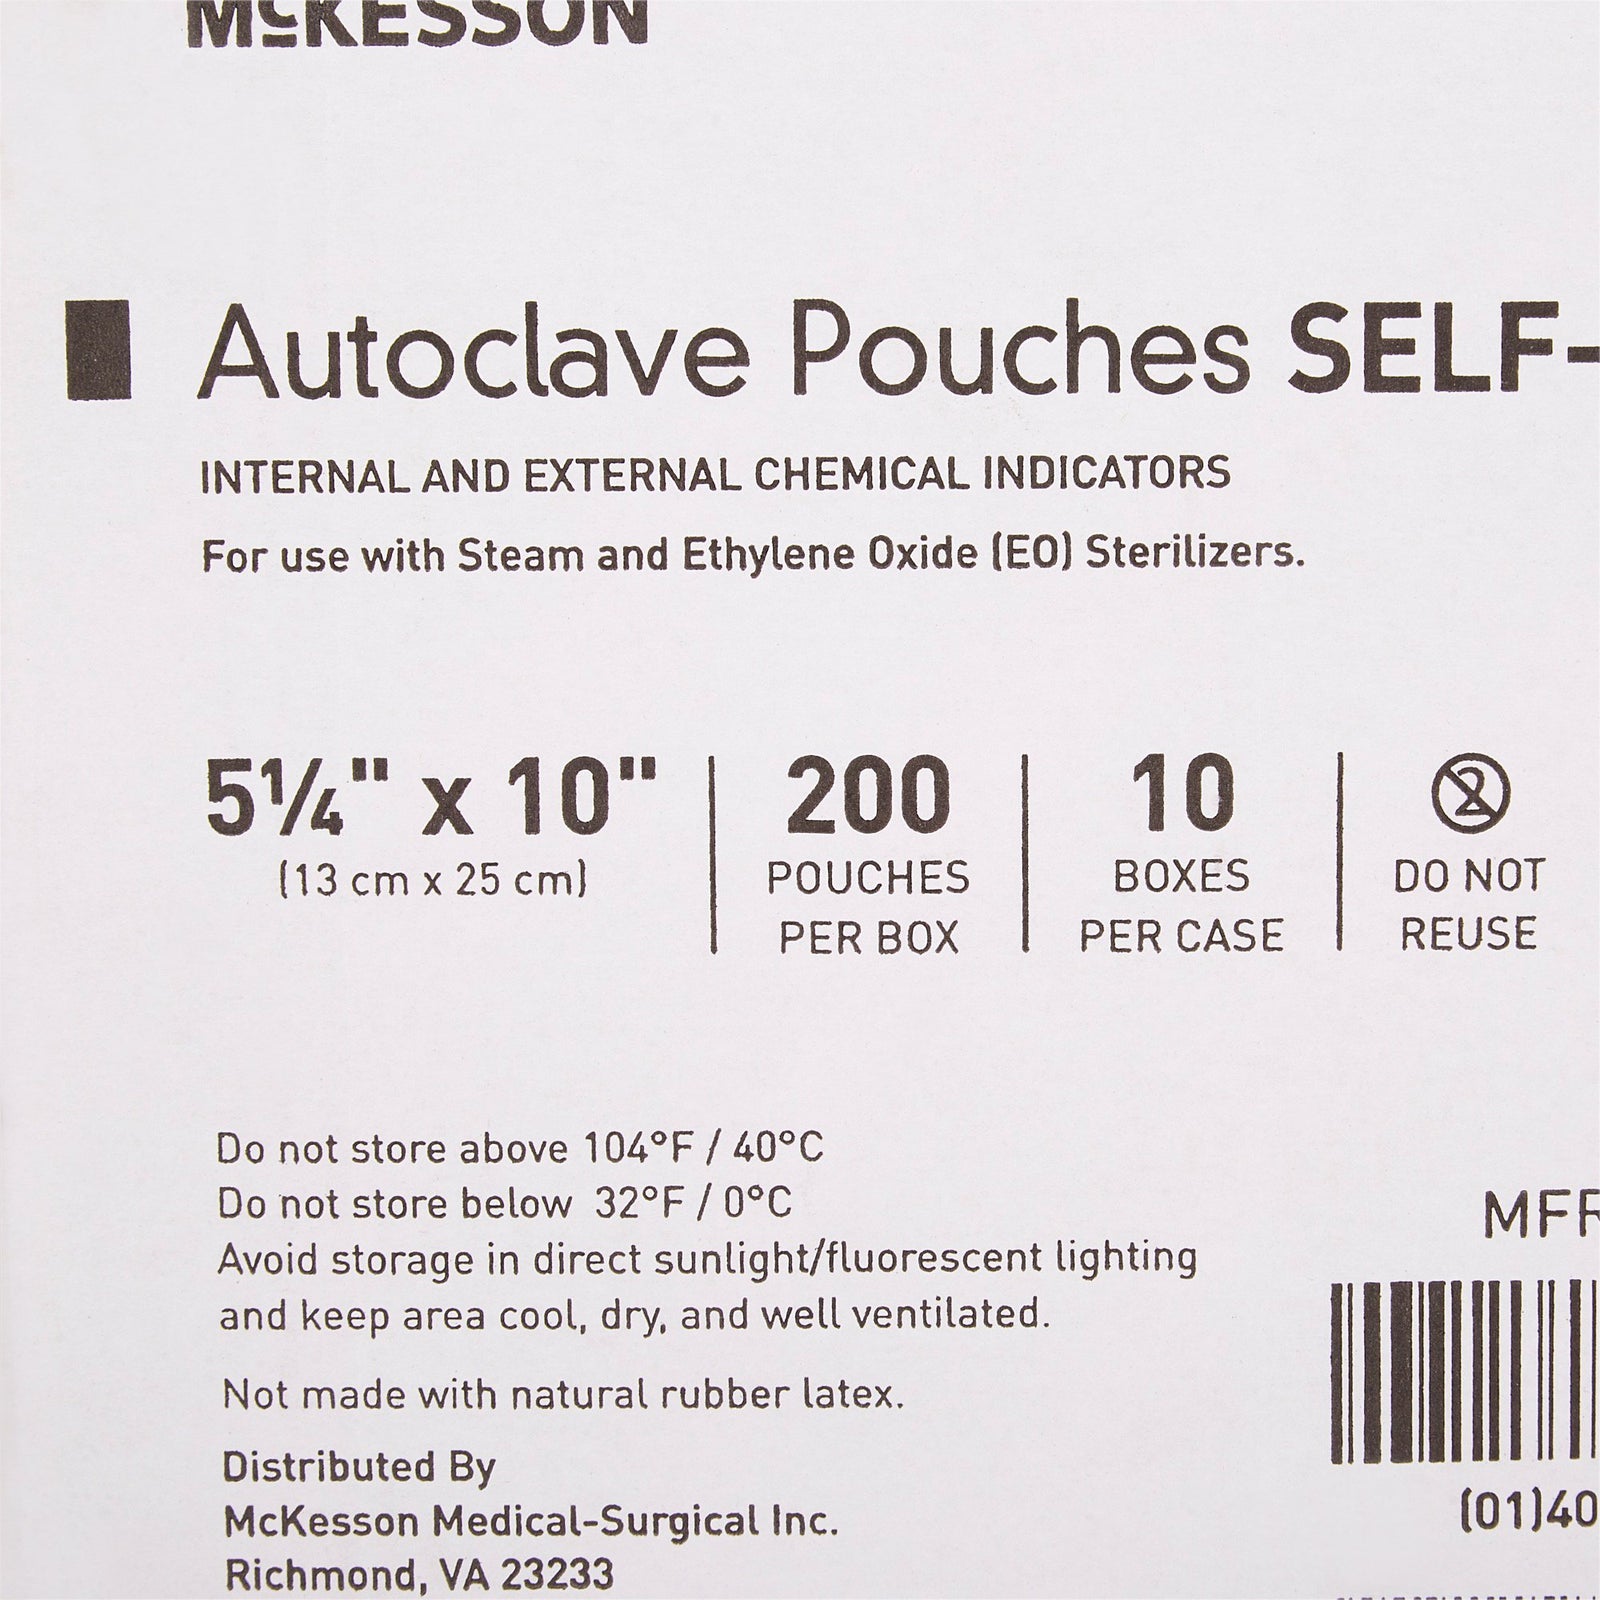 McKESSON
Autoclave Pouches SELF-
INTERNAL AND EXTERNAL CHEMICAL INDICATORS
For use with Steam and Ethylene Oxide (EO) Sterilizers.
5¼" x 10"
(13 cm x 25 cm)
200
POUCHES
PER BOX
10
BOXES
PER CASE
2
DO NOT
REUSE
Do not store above 104°F / 40°C
Do not store below 32°F / 0°C
Avoid storage in direct sunlight/fluorescent lighting
and keep area cool, dry, and well ventilated.
Not made with natural rubber latex.
Distributed By
McKesson Medical-Surgical Inc.
Richmond, VA 23233
MFR
(01)40